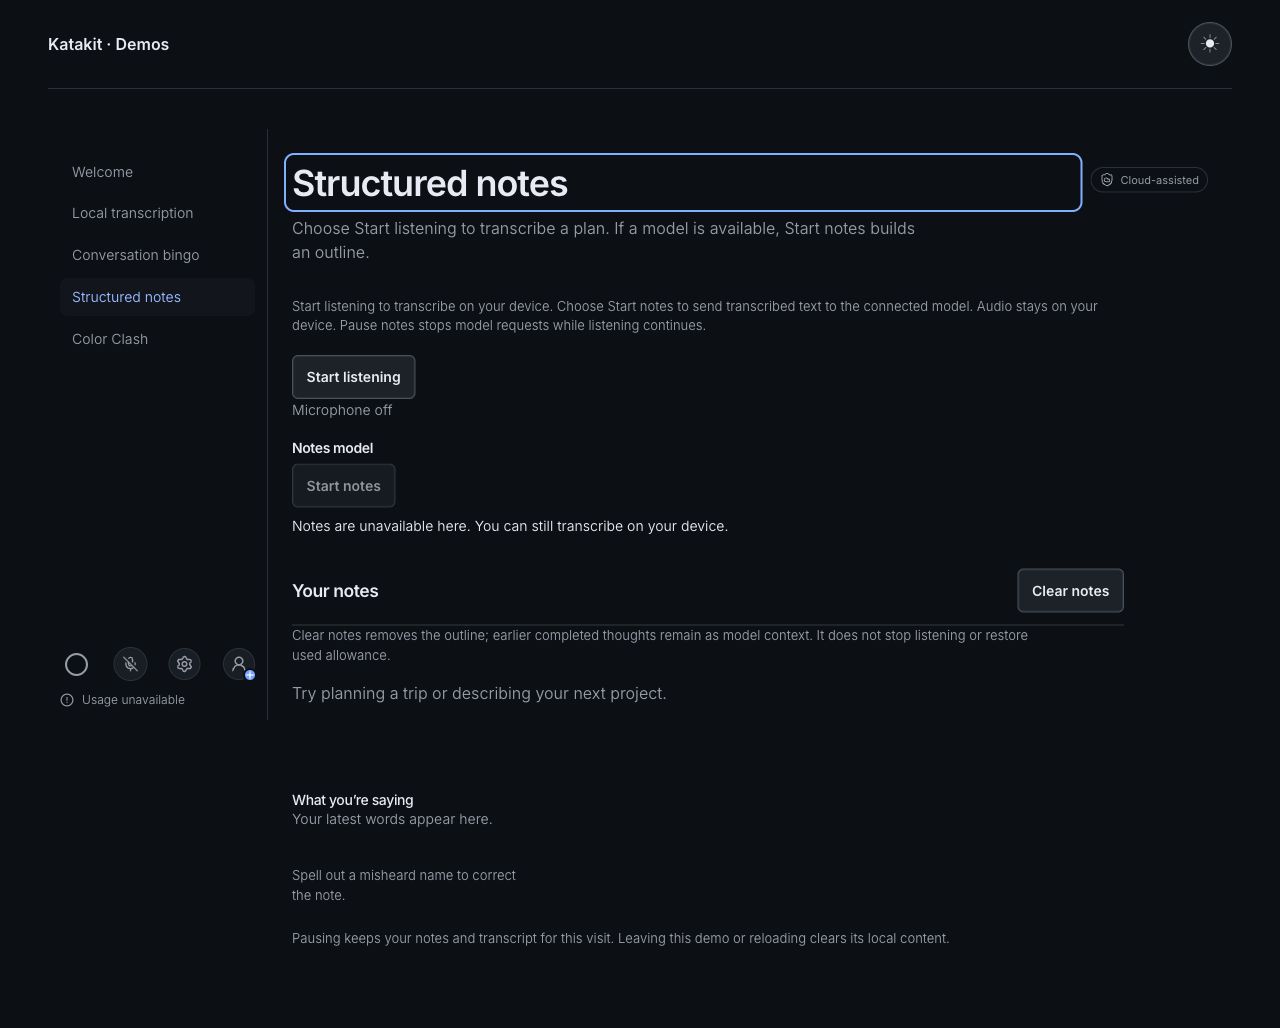 Katakit · Demos
Welcome
Local transcription
Conversation bingo
Structured notes
Color Clash
Usage unavailable
Structured notes
Cloud-assisted
Choose Start listening to transcribe a plan. If a model is available, Start notes builds
an outline.
Start listening to transcribe on your device. Choose Start notes to send transcribed text to the connected model. Audio stays on your
device. Pause notes stops model requests while listening continues.
Start listening
Microphone off
Notes model
Start notes
Notes are unavailable here. You can still transcribe on your device.
Your notes
Clear notes
Clear notes removes the outline; earlier completed thoughts remain as model context. It does not stop listening or restore
used allowance.
Try planning a trip or describing your next project.
What you’re saying
Your latest words appear here.
Spell out a misheard name to correct
the note.
Pausing keeps your notes and transcript for this visit. Leaving this demo or reloading clears its local content.